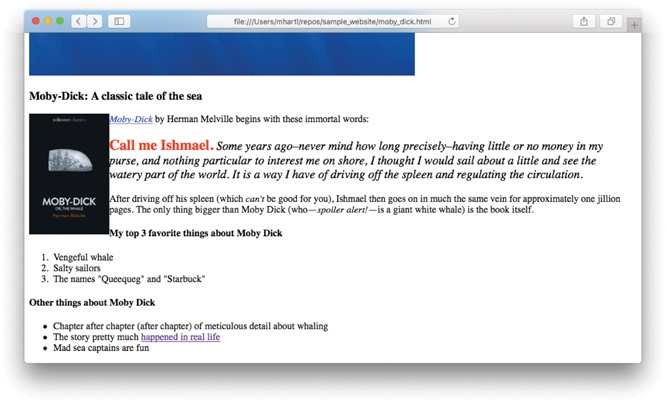 file:///Users/mhartl/repos/sample_website/moby_dick.html
Moby-Dick: A classic tale of the sea
Moby-Dick by Herman Melville begins with these immortal words:
Call me Ishmael. Some years ago–never mind how long precisely–having little or no money in my
purse, and nothing particular to interest me on shore, I thought I would sail about a little and see the
watery part of the world. It is a way I have of driving off the spleen and regulating the circulation.
MOBY-DICK
OR, THE WHALE
Herman Melville
After driving off his spleen (which can't be good for you), Ishmael then goes on in much the same vein for approximately one jillion
pages. The only thing bigger than Moby Dick (who—spoiler alert!—is a giant white whale) is the book itself.
My top 3 favorite things about Moby Dick
1. Vengeful whale
2. Salty sailors
3. The names "Queequeg" and "Starbuck"
Other things about Moby Dick
• Chapter after chapter (after chapter) of meticulous detail about whaling
• The story pretty much happened in real life
• Mad sea captains are fun